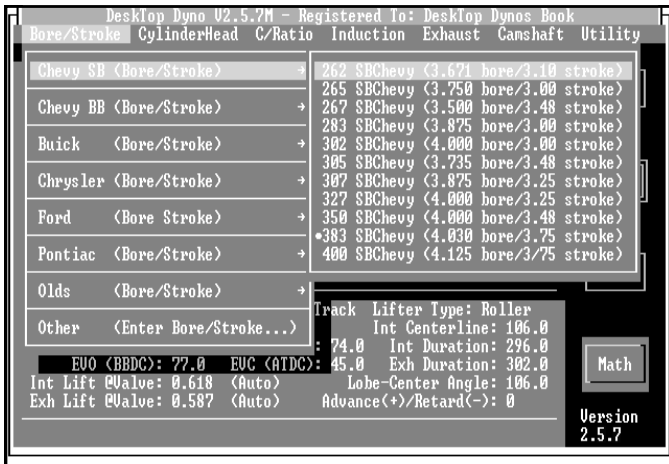 DeskTop Dyno V2.5.7M - Registered To: DeskTop Dynos Book
Bore/Stroke CylinderHead C/Ratio Induction Exhaust Camshaft Utility
Chevy SB (Bore/Stroke) →
Chevy BB (Bore/Stroke) →
Buick (Bore/Stroke) →
Chrysler (Bore/Stroke) →
Ford (Bore Stroke) →
Pontiac (Bore/Stroke) →
Olds (Bore/Stroke) →
Other (Enter Bore/Stroke...)
262 SBChevy (3.671 bore/3.10 stroke)
265 SBChevy (3.750 bore/3.00 stroke)
267 SBChevy (3.500 bore/3.48 stroke)
283 SBChevy (3.875 bore/3.00 stroke)
302 SBChevy (4.000 bore/3.00 stroke)
305 SBChevy (3.735 bore/3.48 stroke)
307 SBChevy (3.875 bore/3.25 stroke)
327 SBChevy (4.000 bore/3.25 stroke)
350 SBChevy (4.000 bore/3.48 stroke)
•383 SBChevy (4.030 bore/3.75 stroke)
400 SBChevy (4.125 bore/3/75 stroke)
Track Lifter Type: Roller
Int Centerline: 106.0
: 74.0 Int Duration: 296.0
EVO (BBDC): 77.0 EVC (ATDC): 45.0 Exh Duration: 302.0
Int Lift @Valve: 0.618 (Auto) Lobe-Center Angle: 106.0
Exh Lift @Valve: 0.587 (Auto) Advance(+)/Retard(-): 0
Math
Version
2.5.7